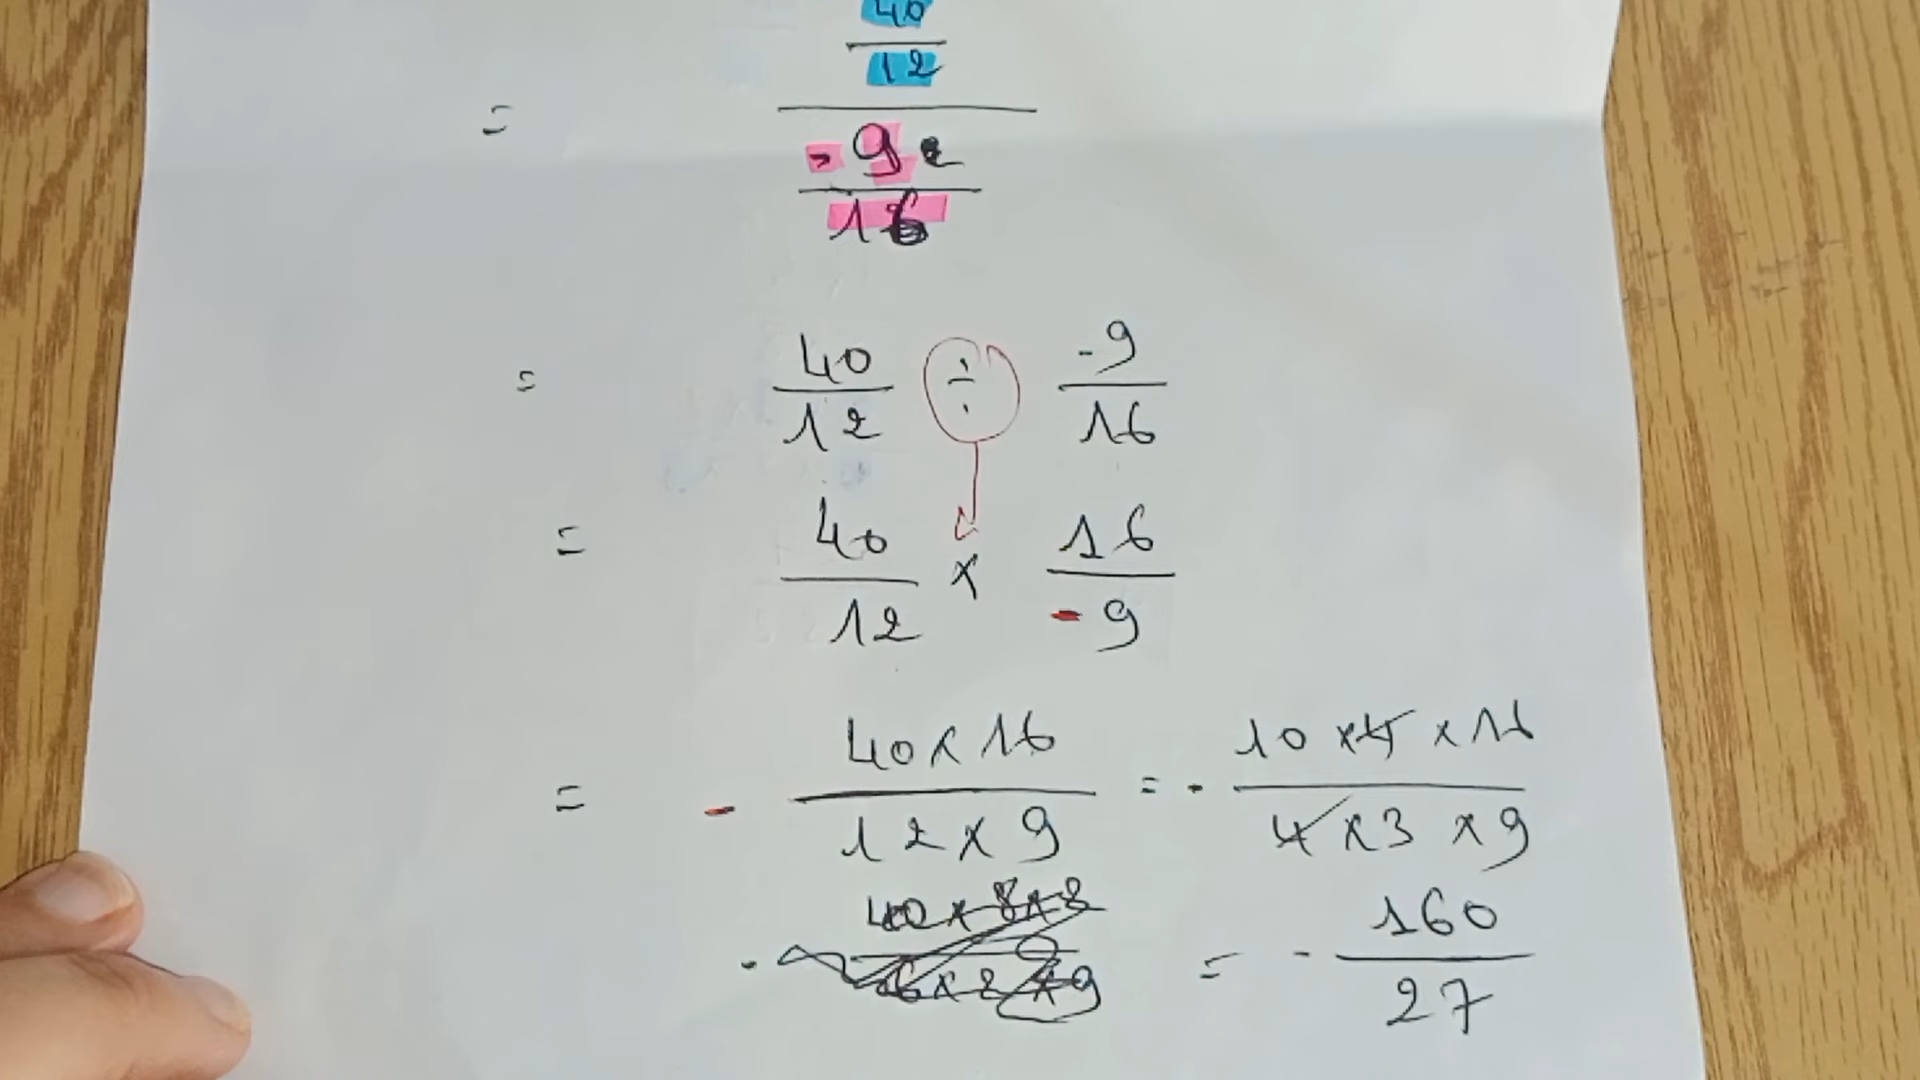 40
12
=
- 9
16
= 40 ÷ -9
12 16
= 40 × 16
12 - 9
= - 40 × 16 = - 10 × 4 × 16
12 × 9 4 × 3 × 9
= - 160
27